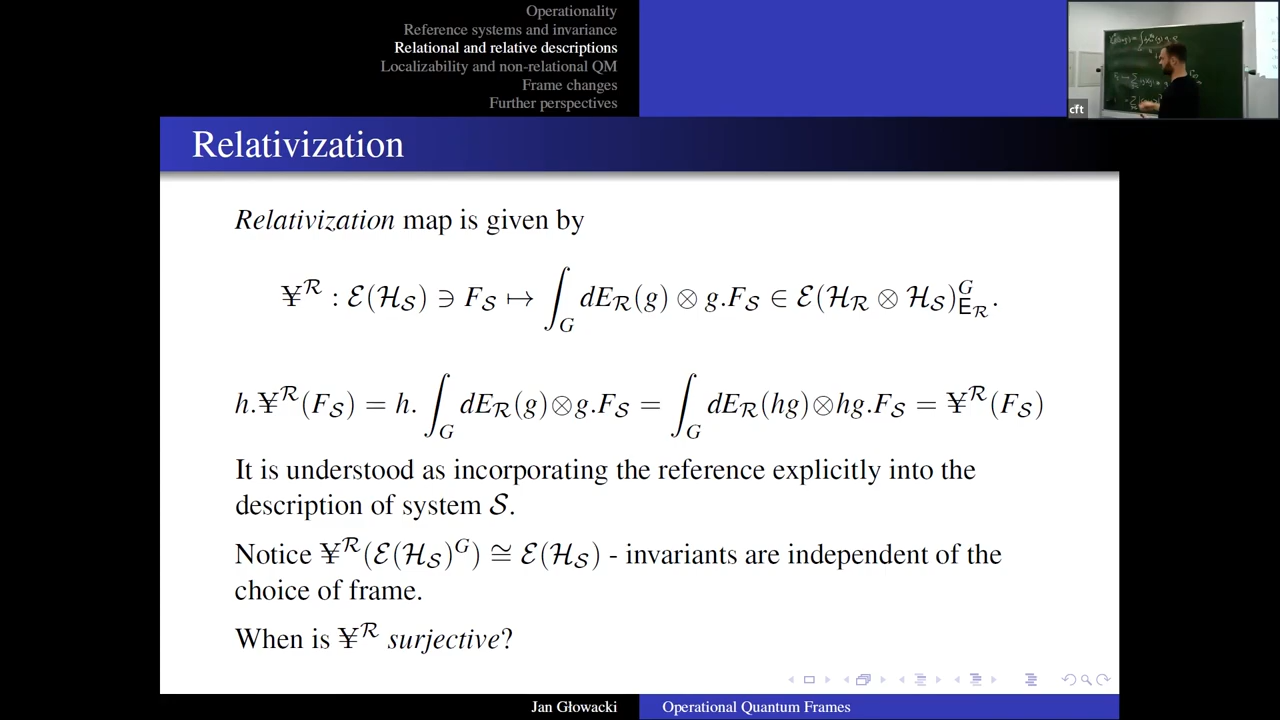 Operationality
Reference systems and invariance
Relational and relative descriptions
Localizability and non-relational QM
Frame changes
Further perspectives
cft
Relativization
Relativization map is given by
¥^ℛ : ℰ(ℋ_𝒮) ∋ F_𝒮 ↦ ∫_G dE_ℛ(g) ⊗ g.F_𝒮 ∈ ℰ(ℋ_ℛ ⊗ ℋ_𝒮)^G_{E_ℛ}.
h.¥^ℛ(F_𝒮) = h. ∫_G dE_ℛ(g)⊗g.F_𝒮 = ∫_G dE_ℛ(hg)⊗hg.F_𝒮 = ¥^ℛ(F_𝒮)
It is understood as incorporating the reference explicitly into the
description of system 𝒮.
Notice ¥^ℛ(ℰ(ℋ_𝒮)^G) ≅ ℰ(ℋ_𝒮) - invariants are independent of the
choice of frame.
When is ¥^ℛ surjective?
Jan Głowacki
Operational Quantum Frames